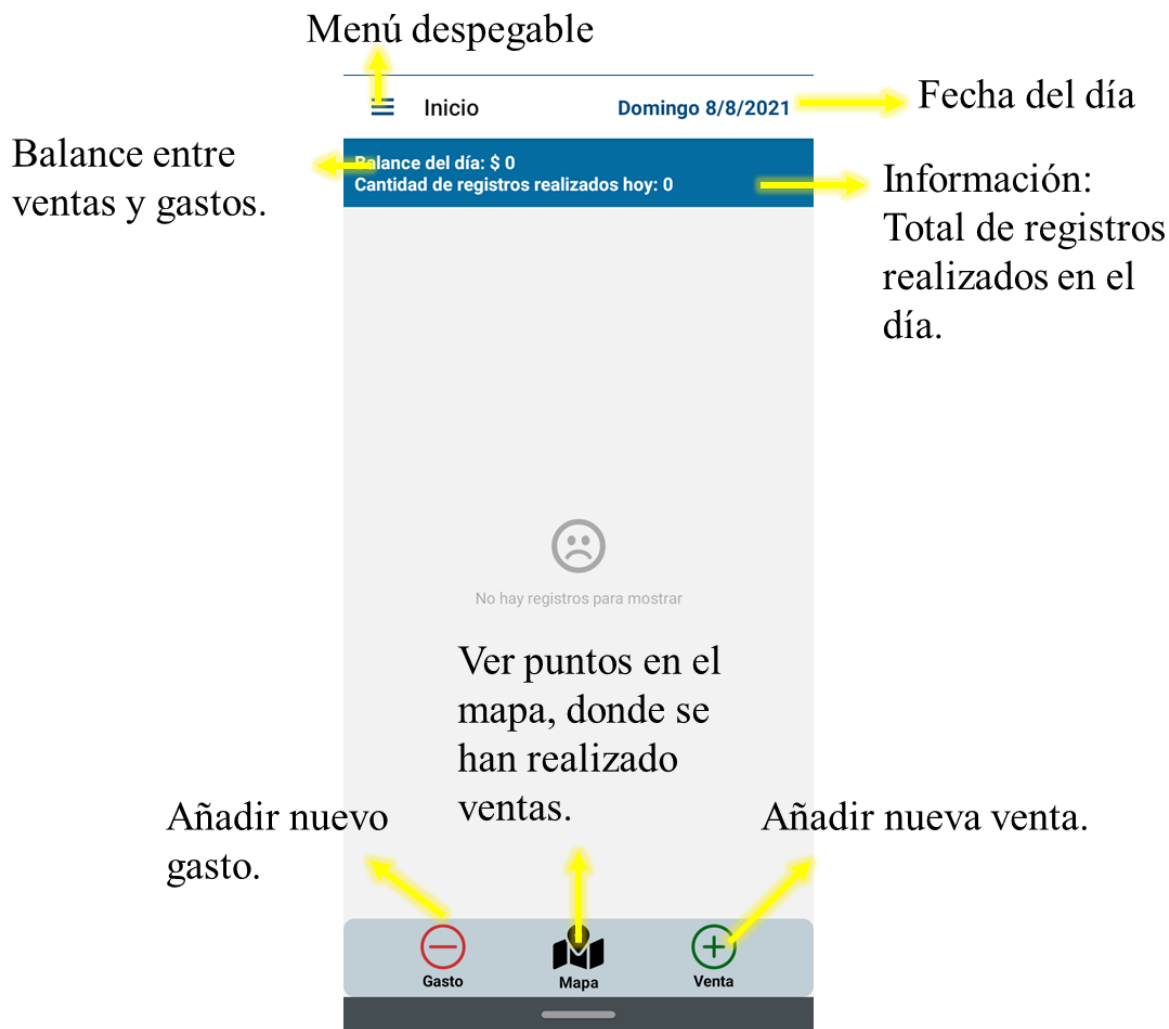 Menú despegable
Inicio
Domingo 8/8/2021
Fecha del día
Balance entre
ventas y gastos.
Balance del día: $ 0
Cantidad de registros realizados hoy: 0
Información:
Total de registros
realizados en el
día.
No hay registros para mostrar
Ver puntos en el
mapa, donde se
han realizado
ventas.
Añadir nuevo
gasto.
Añadir nueva venta.
Gasto
Mapa
Venta